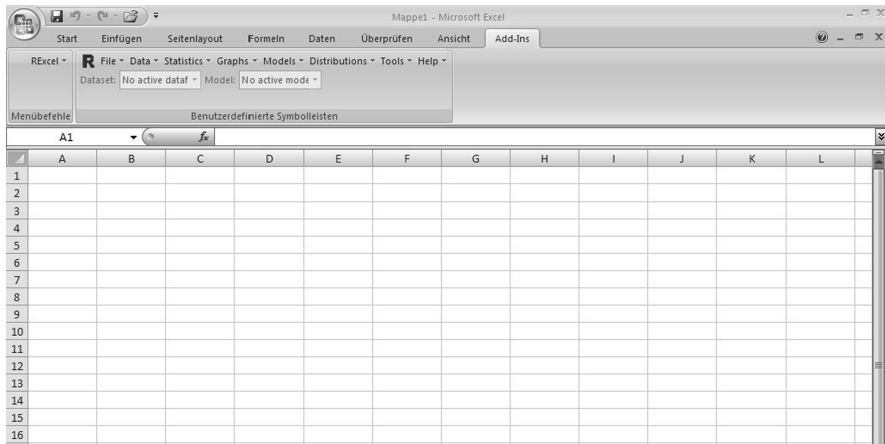 Mappe1 - Microsoft Excel
Start Einfügen Seitenlayout Formeln Daten Überprüfen Ansicht Add-Ins
RExcel R File Data Statistics Graphs Models Distributions Tools Help
Dataset: No active dataf Model: No active mode
Menübefehle Benutzerdefinierte Symbolleisten
A1 fx
A B C D E F G H I J K L
1
2
3
4
5
6
7
8
9
10
11
12
13
14
15
16